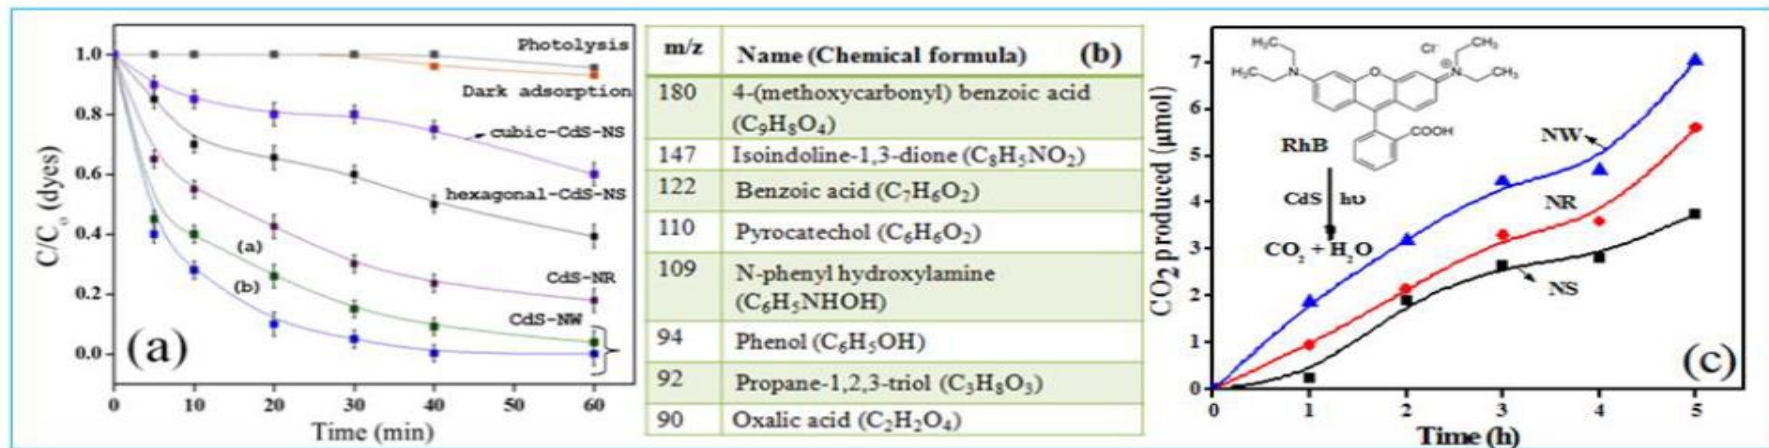 C/C₀ (dyes)
1.0
0.8
0.6
0.4
0.2
0.0
Photolysis
Dark adsorption
cubic-CdS-NS
hexagonal-CdS-NS
(a)
(b)
CdS-NR
CdS-NW
(a)
0 10 20 30 40 50 60
Time (min)
m/z Name (Chemical formula) (b)
180 4-(methoxycarbonyl) benzoic acid
(C₉H₈O₄)
147 Isoindoline-1,3-dione (C₈H₅NO₂)
122 Benzoic acid (C₇H₆O₂)
110 Pyrocatechol (C₆H₆O₂)
109 N-phenyl hydroxylamine
(C₆H₅NHOH)
94 Phenol (C₆H₅OH)
92 Propane-1,2,3-triol (C₃H₈O₃)
90 Oxalic acid (C₂H₂O₄)
CO₂ produced (μmol)
7
6
5
4
3
2
1
0
H₃C
Cl⁻
CH₃
H₃C
N
O
N⊕
CH₃
COOH
RhB
CdS hυ
CO₂ + H₂O
NW
NR
NS
(c)
0 1 2 3 4 5
Time (h)